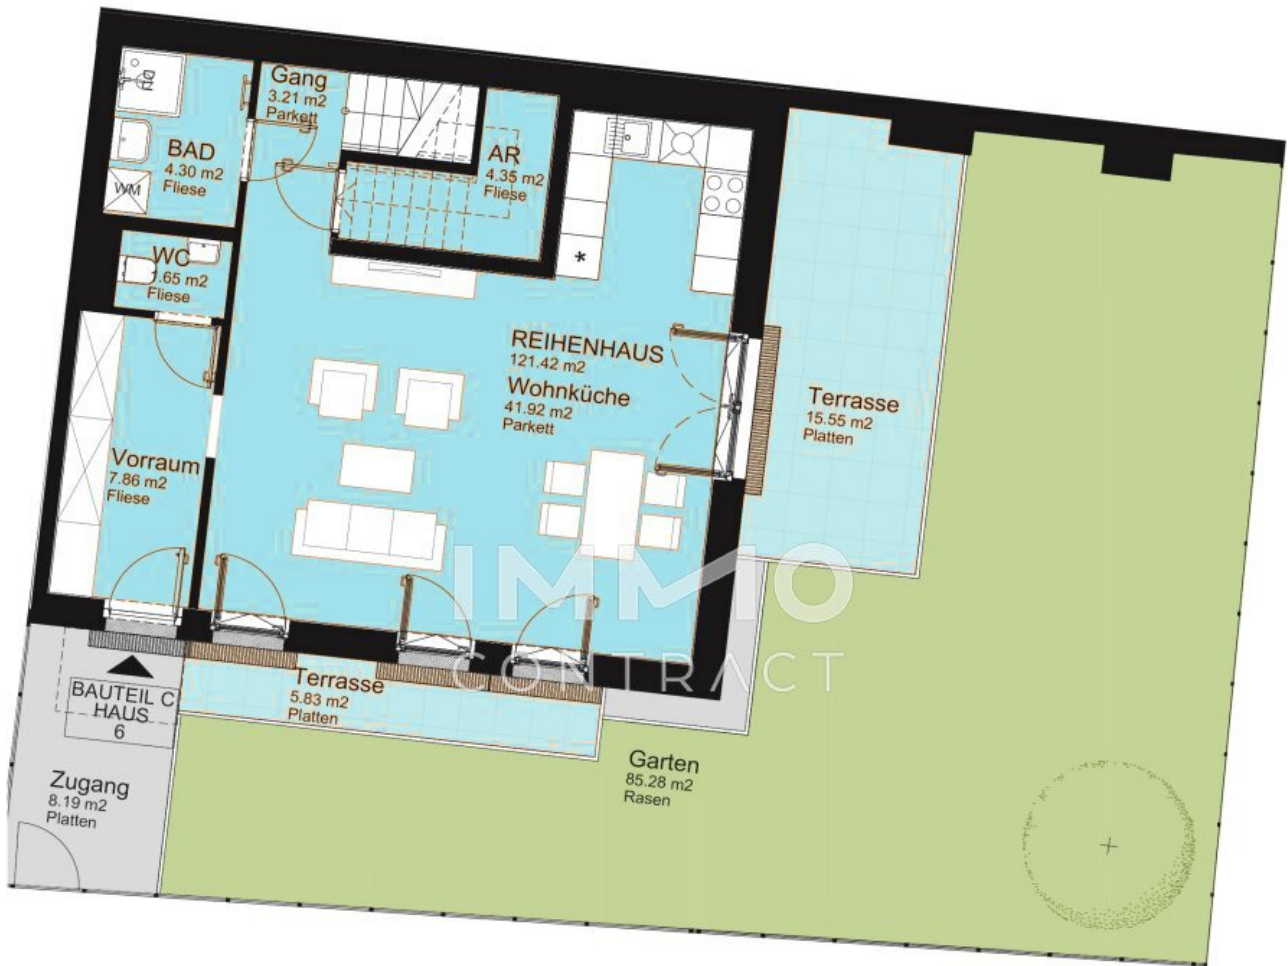 Gang
3.21 m2
Parkett
BAD
4.30 m2
Fliese
WM
AR
4.35 m2
Fliese
WC
.65 m2
Fliese
*
REIHENHAUS
121.42 m2
Wohnküche
41.92 m2
Parkett
Terrasse
15.55 m2
Platten
Vorraum
7.86 m2
Fliese
IMMO
CONTRACT
Terrasse
5.83 m2
Platten
BAUTEIL C
HAUS
6
Zugang
8.19 m2
Platten
Garten
85.28 m2
Rasen